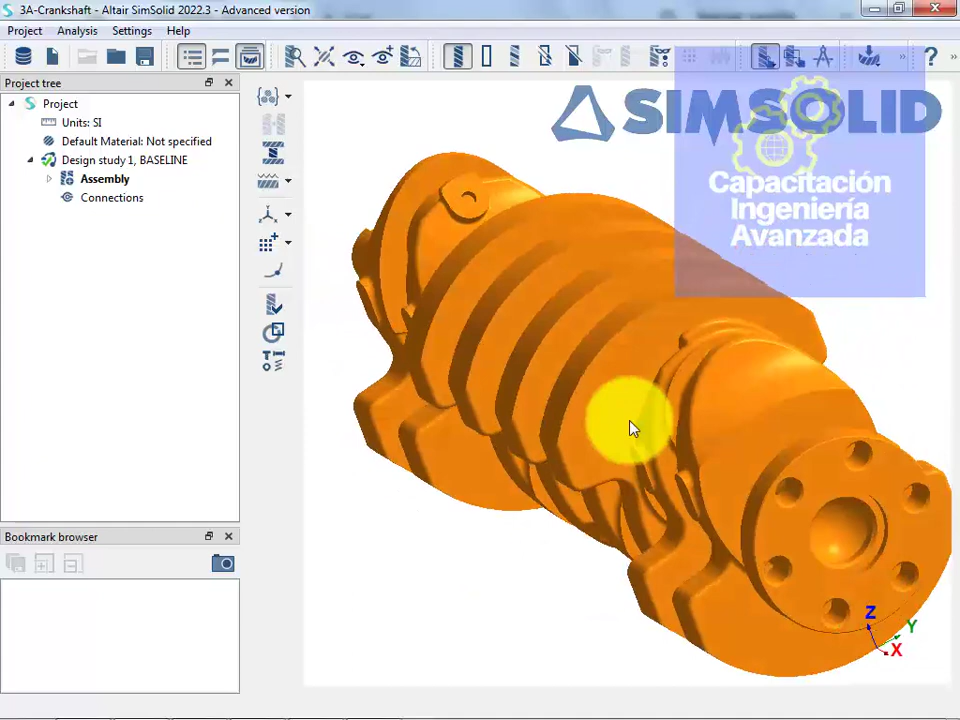 3A-Crankshaft - Altair SimSolid 2022.3 - Advanced version
Project Analysis Settings Help
Project tree
Project
Units: SI
Default Material: Not specified
Design study 1, BASELINE
Assembly
Connections
Bookmark browser
SIMSOLID
Capacitación
Ingeniería
Avanzada
Z
Y
X